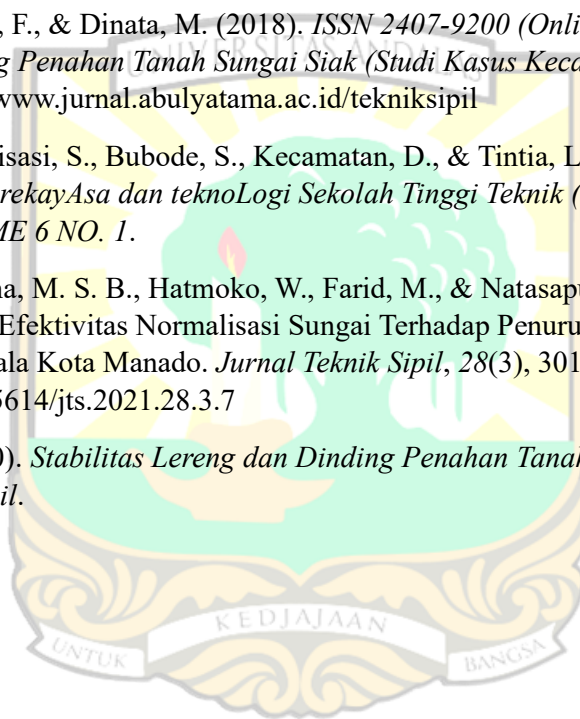 , F., & Dinata, M. (2018). ISSN 2407-9200 (Onli
g Penahan Tanah Sungai Siak (Studi Kasus Keca
www.jurnal.abulyatama.ac.id/tekniksipil
isasi, S., Bubode, S., Kecamatan, D., & Tintia, L
rekayAsa dan teknoLogi Sekolah Tinggi Teknik (
ME 6 NO. 1.
na, M. S. B., Hatmoko, W., Farid, M., & Natasapu
Efektivitas Normalisasi Sungai Terhadap Penuru
ala Kota Manado. Jurnal Teknik Sipil, 28(3), 301
5614/jts.2021.28.3.7
0). Stabilitas Lereng dan Dinding Penahan Tanah
il.
UNIVERSITAS ANDALAS
KEDJAJAAN
UNTUK
BANGSA